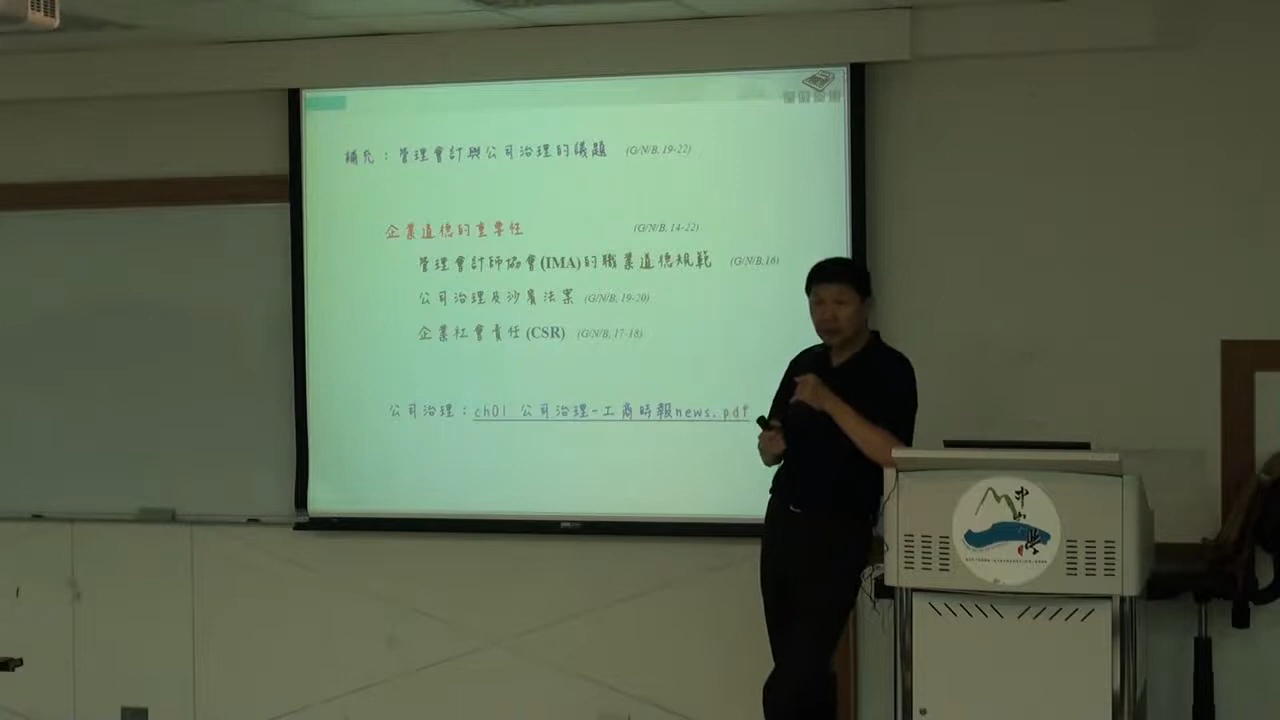 補充：管理會計與公司治理的議題 (G/N/B, 19-22)
企業道德的重要性 (G/N/B, 14-22)
管理會計師協會(IMA)的職業道德規範 (G/N/B,16)
公司治理及沙賓法案 (G/N/B, 19-20)
企業社會責任(CSR) (G/N/B, 17-18)
公司治理：ch01 公司治理-工商時報news.pdf
中山